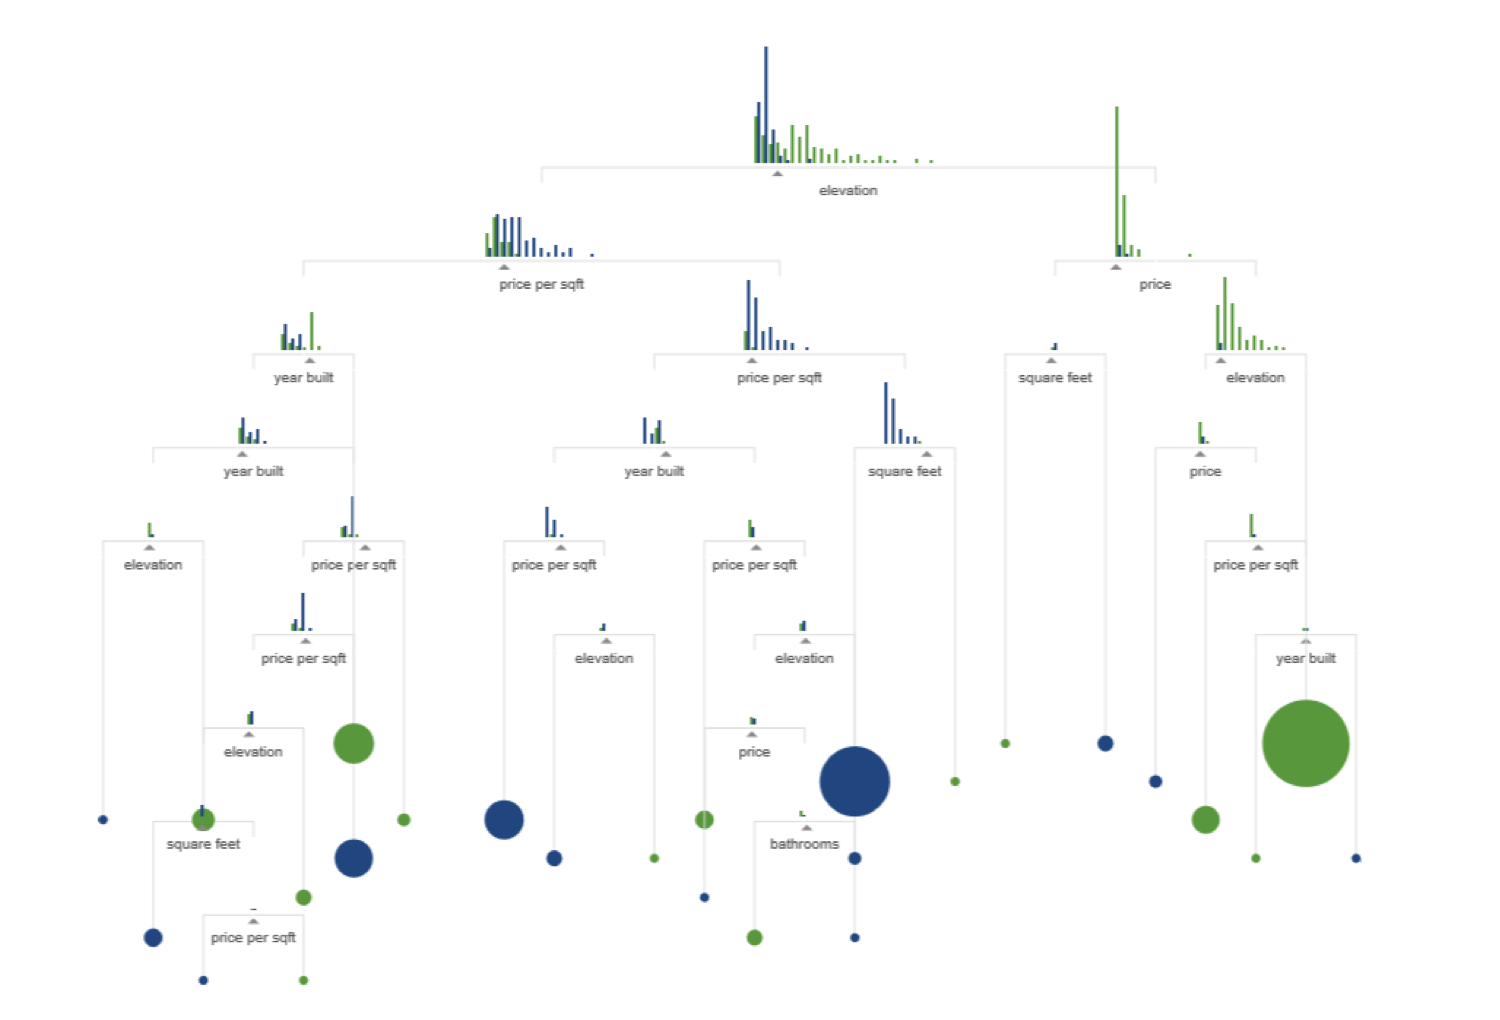 elevation
price per sqft
price
year built
price per sqft
square feet
elevation
year built
year built
square feet
price
elevation
price per sqft
price per sqft
price per sqft
price per sqft
price per sqft
elevation
elevation
year built
elevation
price
square feet
bathrooms
price per sqft